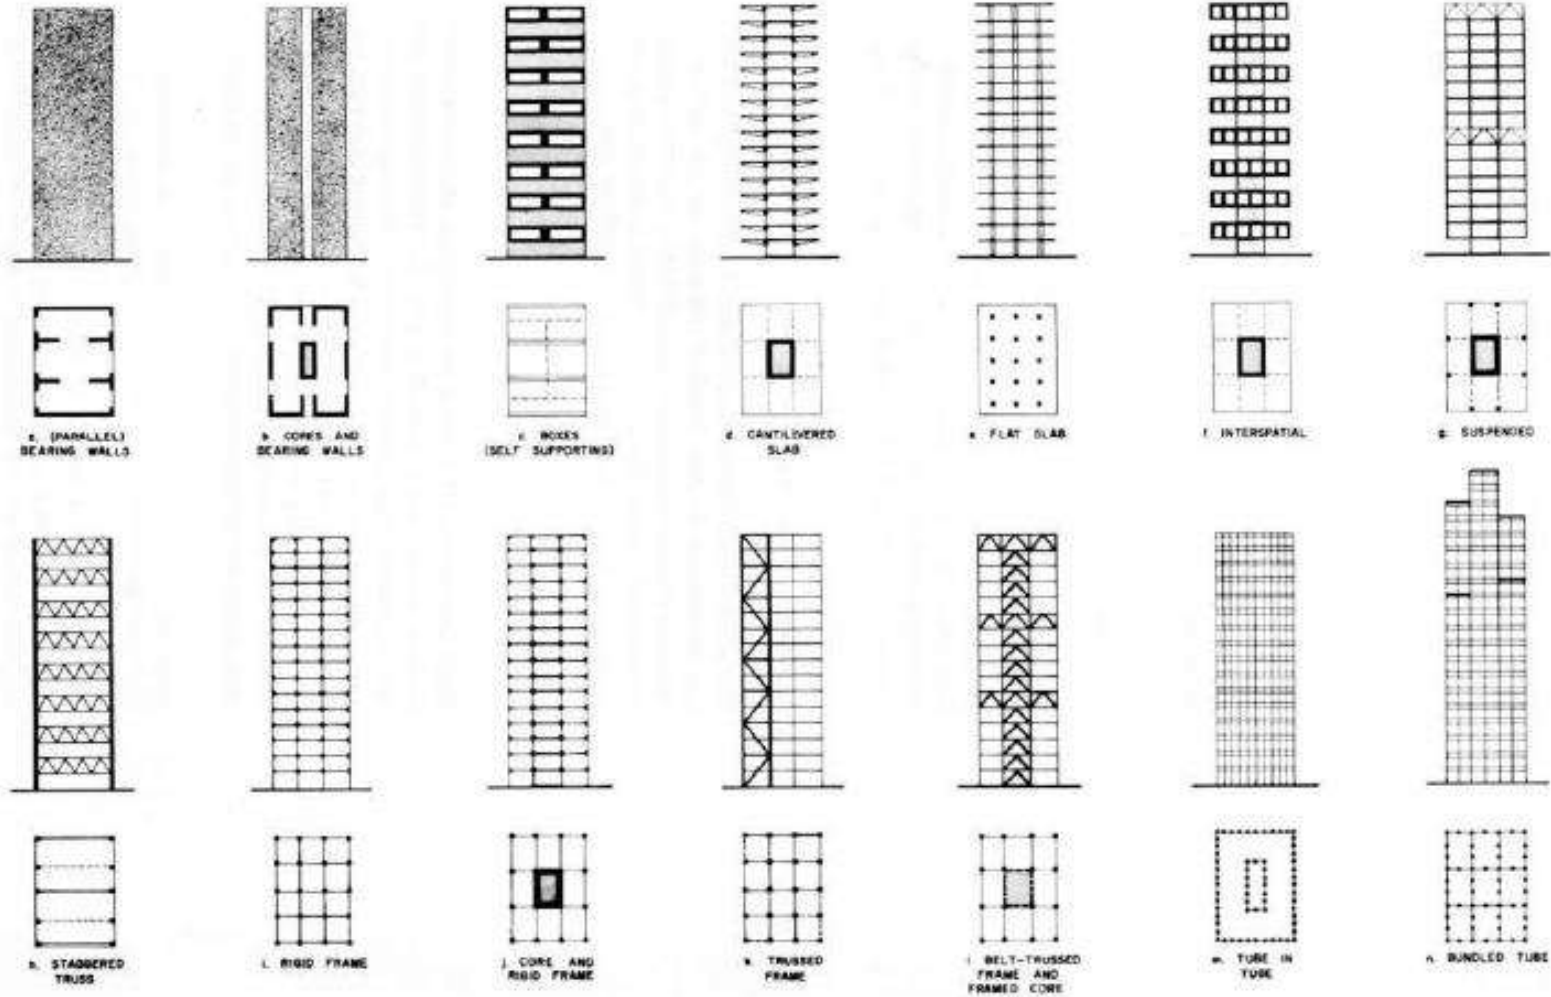 a. (PARALLEL)
BEARING WALLS
b. CORES AND
BEARING WALLS
c. BOXES
(SELF SUPPORTING)
d. CANTILIVERED
SLAB
e. FLAT SLAB
f. INTERSPATIAL
g. SUSPENDED
h. STAGGERED
TRUSS
i. RIGID FRAME
j. CORE AND
RIGID FRAME
k. TRUSSED
FRAME
l. BELT-TRUSSED
FRAME AND
FRAMED CORE
m. TUBE IN
TUBE
n. BUNDLED TUBE